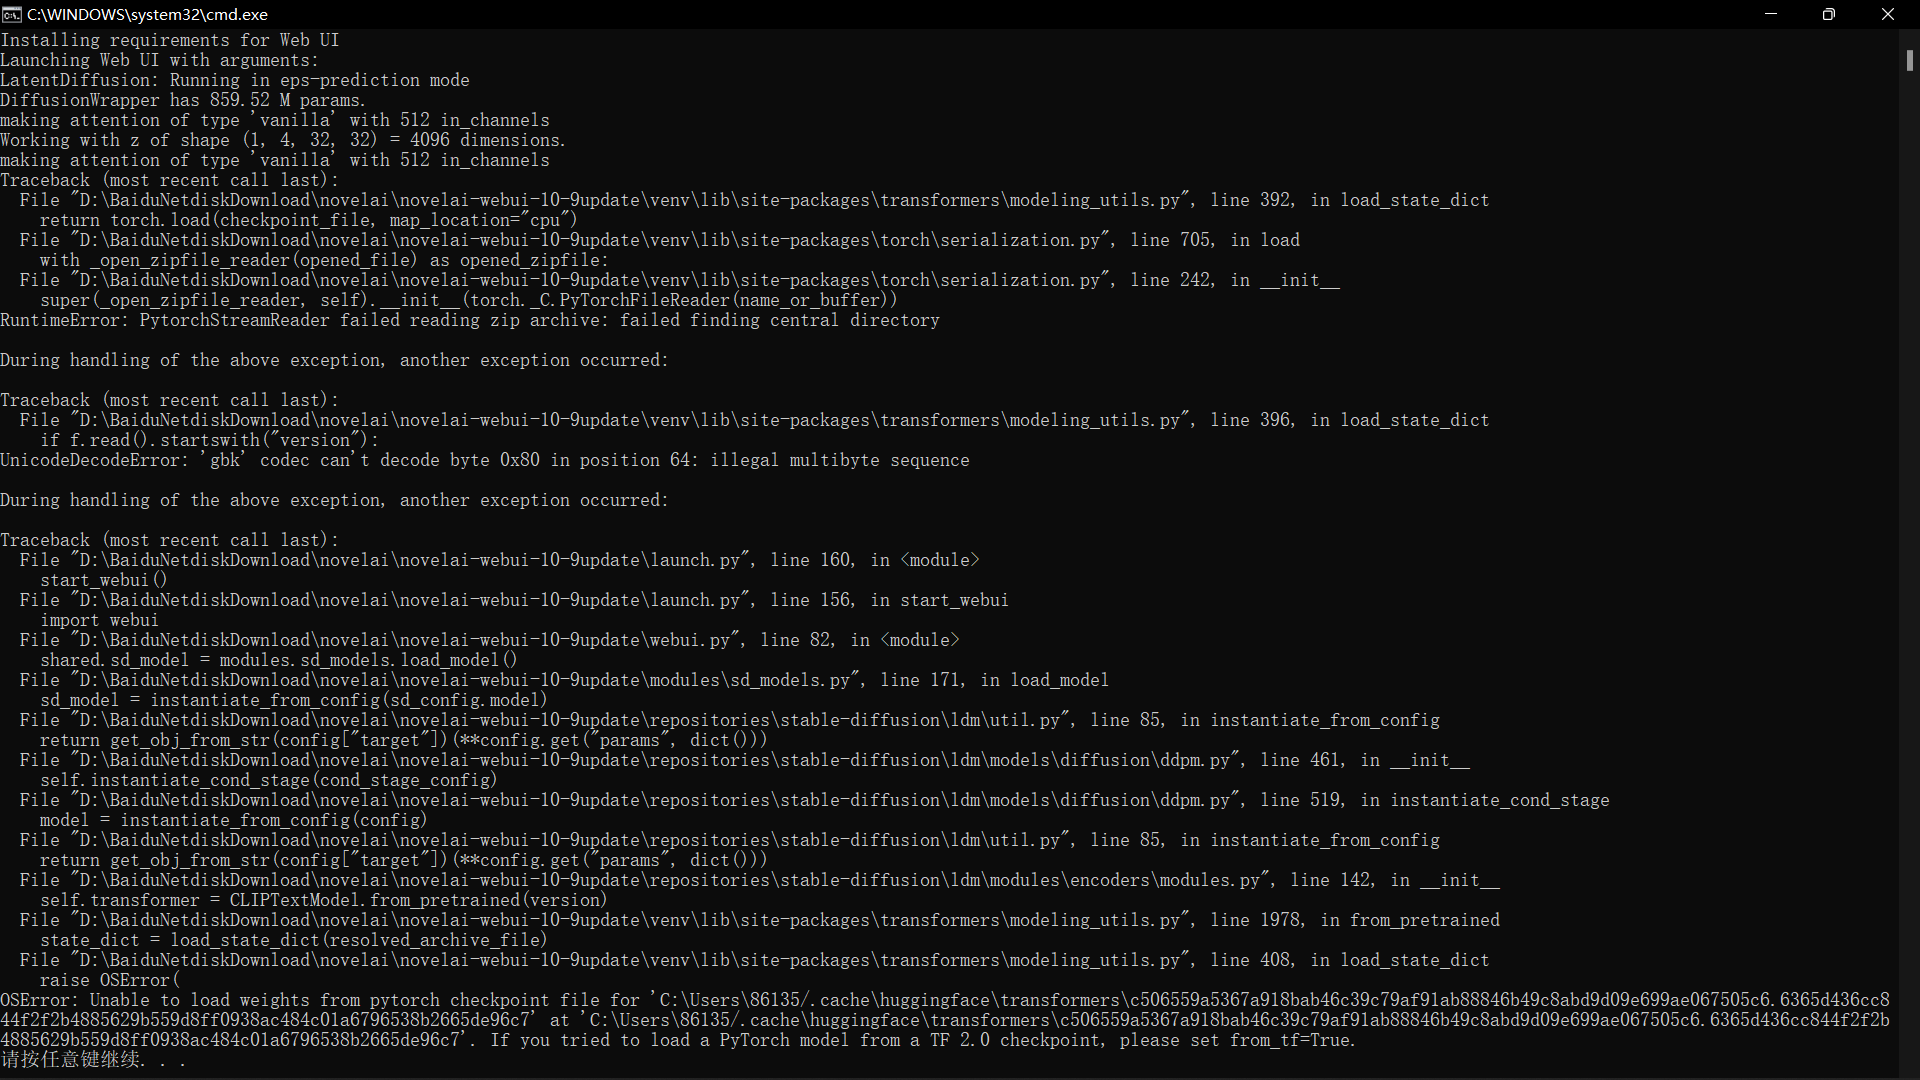 C:\WINDOWS\system32\cmd.exe
Installing requirements for Web UI
Launching Web UI with arguments:
LatentDiffusion: Running in eps-prediction mode
DiffusionWrapper has 859.52 M params.
making attention of type 'vanilla' with 512 in_channels
Working with z of shape (1, 4, 32, 32) = 4096 dimensions.
making attention of type 'vanilla' with 512 in_channels
Traceback (most recent call last):
  File "D:\BaiduNetdiskDownload\novelai\novelai-webui-10-9update\venv\lib\site-packages\transformers\modeling_utils.py", line 392, in load_state_dict
    return torch.load(checkpoint_file, map_location="cpu")
  File "D:\BaiduNetdiskDownload\novelai\novelai-webui-10-9update\venv\lib\site-packages\torch\serialization.py", line 705, in load
    with _open_zipfile_reader(opened_file) as opened_zipfile:
  File "D:\BaiduNetdiskDownload\novelai\novelai-webui-10-9update\venv\lib\site-packages\torch\serialization.py", line 242, in __init__
    super(_open_zipfile_reader, self).__init__(torch._C.PyTorchFileReader(name_or_buffer))
RuntimeError: PytorchStreamReader failed reading zip archive: failed finding central directory
During handling of the above exception, another exception occurred:
Traceback (most recent call last):
  File "D:\BaiduNetdiskDownload\novelai\novelai-webui-10-9update\venv\lib\site-packages\transformers\modeling_utils.py", line 396, in load_state_dict
    if f.read().startswith("version"):
UnicodeDecodeError: 'gbk' codec can't decode byte 0x80 in position 64: illegal multibyte sequence
During handling of the above exception, another exception occurred:
Traceback (most recent call last):
  File "D:\BaiduNetdiskDownload\novelai\novelai-webui-10-9update\launch.py", line 160, in <module>
    start_webui()
  File "D:\BaiduNetdiskDownload\novelai\novelai-webui-10-9update\launch.py", line 156, in start_webui
    import webui
  File "D:\BaiduNetdiskDownload\novelai\novelai-webui-10-9update\webui.py", line 82, in <module>
    shared.sd_model = modules.sd_models.load_model()
  File "D:\BaiduNetdiskDownload\novelai\novelai-webui-10-9update\modules\sd_models.py", line 171, in load_model
    sd_model = instantiate_from_config(sd_config.model)
  File "D:\BaiduNetdiskDownload\novelai\novelai-webui-10-9update\repositories\stable-diffusion\ldm\util.py", line 85, in instantiate_from_config
    return get_obj_from_str(config["target"])(**config.get("params", dict()))
  File "D:\BaiduNetdiskDownload\novelai\novelai-webui-10-9update\repositories\stable-diffusion\ldm\models\diffusion\ddpm.py", line 461, in __init__
    self.instantiate_cond_stage(cond_stage_config)
  File "D:\BaiduNetdiskDownload\novelai\novelai-webui-10-9update\repositories\stable-diffusion\ldm\models\diffusion\ddpm.py", line 519, in instantiate_cond_stage
    model = instantiate_from_config(config)
  File "D:\BaiduNetdiskDownload\novelai\novelai-webui-10-9update\repositories\stable-diffusion\ldm\util.py", line 85, in instantiate_from_config
    return get_obj_from_str(config["target"])(**config.get("params", dict()))
  File "D:\BaiduNetdiskDownload\novelai\novelai-webui-10-9update\repositories\stable-diffusion\ldm\modules\encoders\modules.py", line 142, in __init__
    self.transformer = CLIPTextModel.from_pretrained(version)
  File "D:\BaiduNetdiskDownload\novelai\novelai-webui-10-9update\venv\lib\site-packages\transformers\modeling_utils.py", line 1978, in from_pretrained
    state_dict = load_state_dict(resolved_archive_file)
  File "D:\BaiduNetdiskDownload\novelai\novelai-webui-10-9update\venv\lib\site-packages\transformers\modeling_utils.py", line 408, in load_state_dict
    raise OSError(
OSError: Unable to load weights from pytorch checkpoint file for 'C:\Users\86135/.cache\huggingface\transformers\c506559a5367a918bab46c39c79af91ab88846b49c8abd9d09e699ae067505c6.6365d436cc8
44f2f2b4885629b559d8ff0938ac484c01a6796538b2665de96c7' at 'C:\Users\86135/.cache\huggingface\transformers\c506559a5367a918bab46c39c79af91ab88846b49c8abd9d09e699ae067505c6.6365d436cc844f2f2b
4885629b559d8ff0938ac484c01a6796538b2665de96c7'. If you tried to load a PyTorch model from a TF 2.0 checkpoint, please set from_tf=True.
请按任意键继续. . .